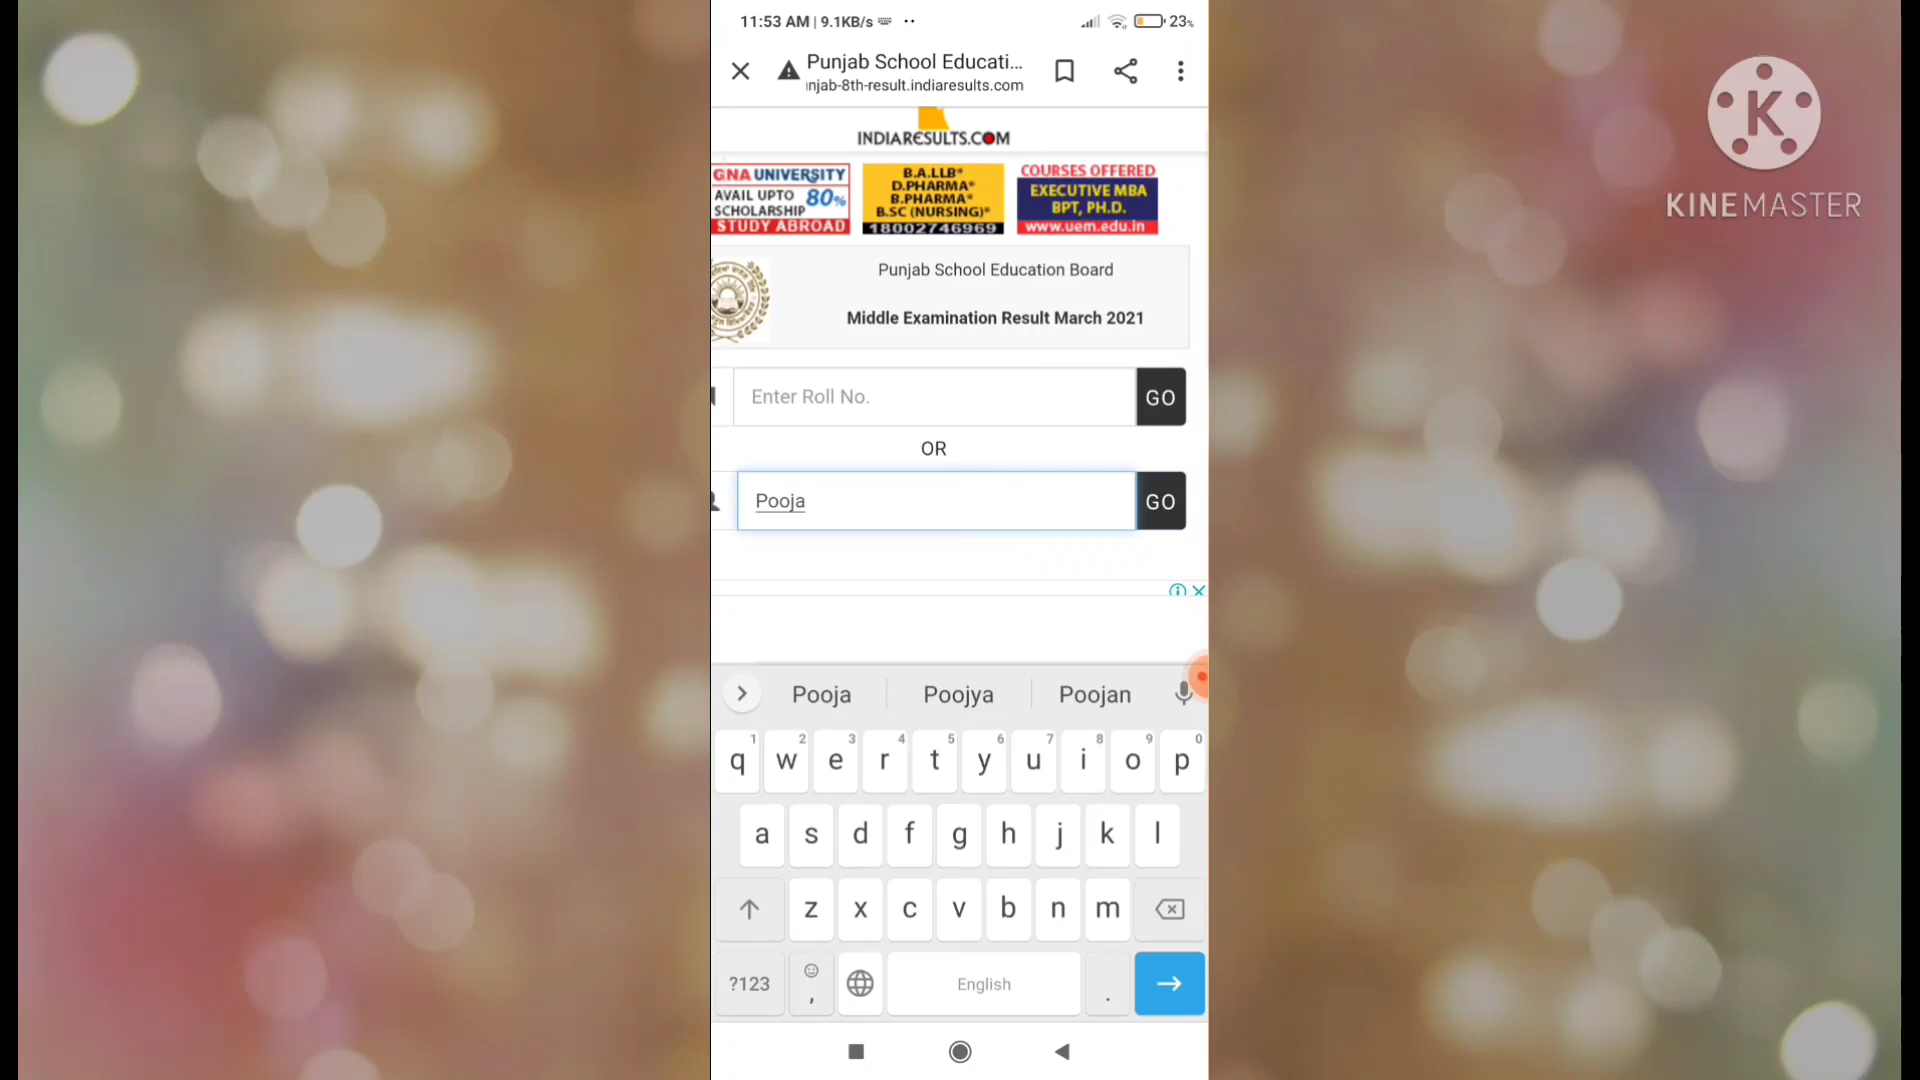 11:53 AM | 9.1KB/s
23%
Punjab School Educati...
njab-8th-result.indiaresults.com
INDIARESULTS.COM
GNA UNIVERSITY
AVAIL UPTO 80%
SCHOLARSHIP
STUDY ABROAD
B.A.LLB*
D.PHARMA*
B.PHARMA*
B.SC (NURSING)*
18002746969
COURSES OFFERED
EXECUTIVE MBA
BPT, PH.D.
www.uem.edu.in
Punjab School Education Board
Middle Examination Result March 2021
Enter Roll No.
GO
OR
Pooja
GO
Pooja Poojya Poojan
1 2 3 4 5 6 7 8 9 0
q w e r t y u i o p
a s d f g h j k l
z x c v b n m
?123 , English .
K
KINEMASTER